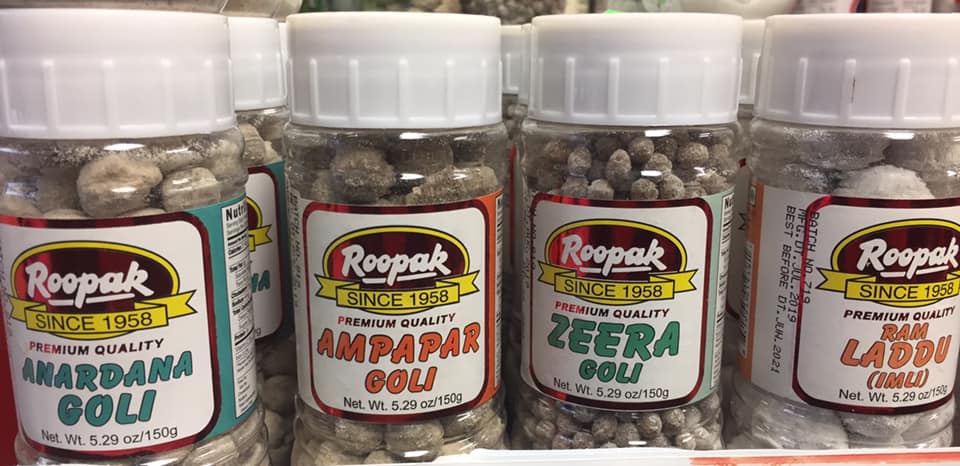 Roopak
SINCE 1958
PREMIUM QUALITY
ANARDANA
GOLI
Net. Wt. 5.29 oz/150g
Roopak
SINCE 1958
PREMIUM QUALITY
AMPAPAR
GOLI
Net. Wt. 5.29 oz/150g
Roopak
SINCE 1958
PREMIUM QUALITY
ZEERA
GOLI
Net. Wt. 5.29 oz/150g
BATCH NO.719
MFG.DT.JUL.2019
BEST BEFORE DT.JUN.2021
Roopak
SINCE 1958
PREMIUM QUALITY
RAM
LADDU
(IMLI)
Net. Wt. 5.29 oz/150g